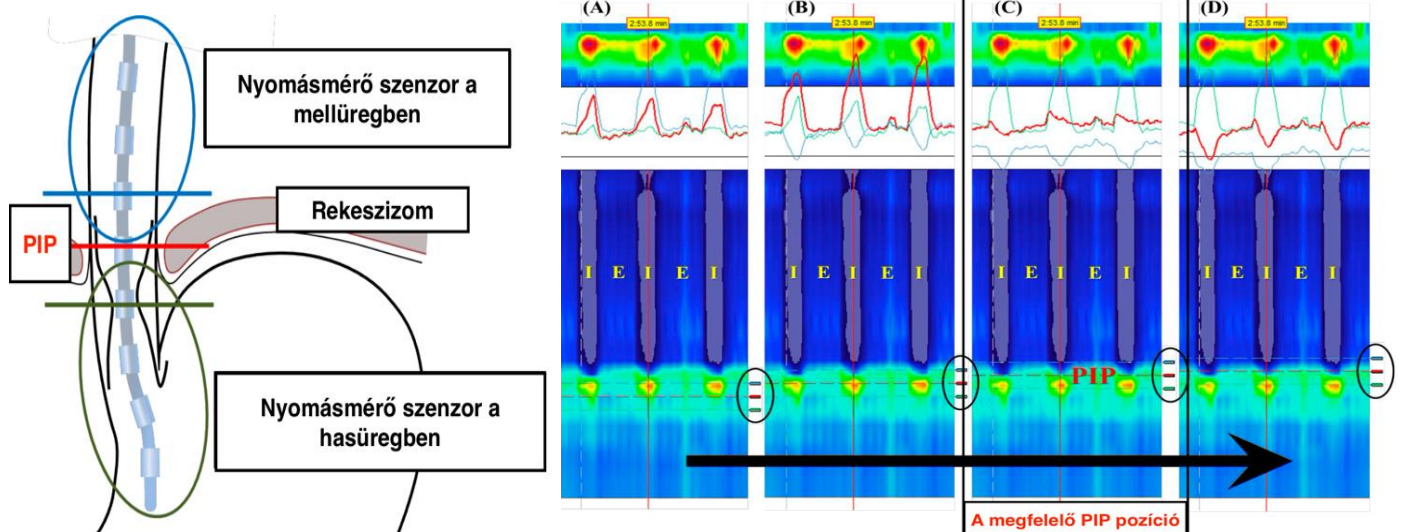 Nyomásmérő szenzor a
mellüregben
PIP
Rekeszizom
Nyomásmérő szenzor a
hasüregben
(A)
2:53.8 min
I E I E I
(B)
2:53.8 min
I E I E I
(C)
2:53.8 min
I E I E I
PIP
(D)
2:53.8 min
I E I E I
A megfelelő PIP pozíció